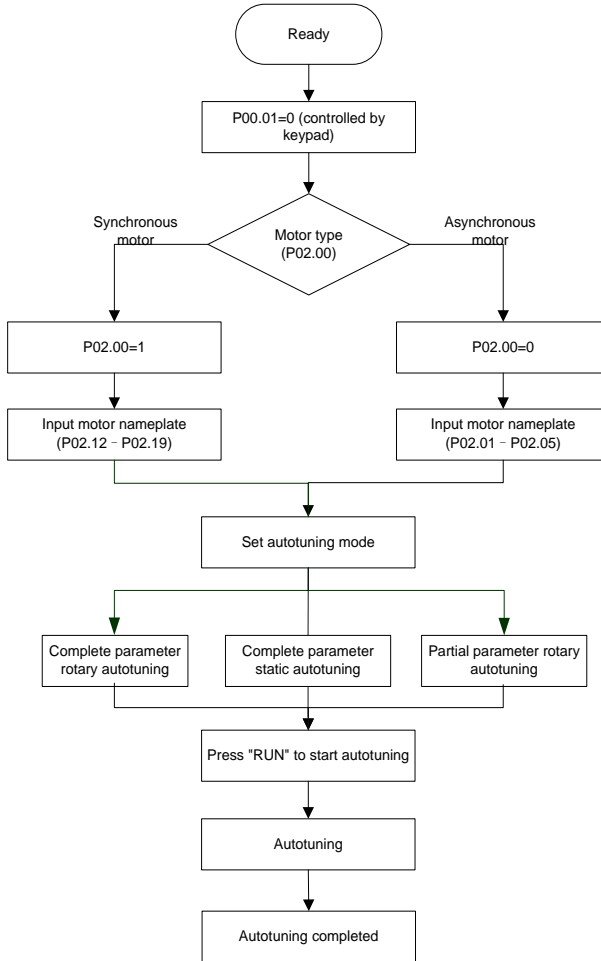 Ready
P00.01=0 (controlled by
keypad)
Synchronous
motor
Motor type
(P02.00)
Asynchronous
motor
P02.00=1
P02.00=0
Input motor nameplate
(P02.12–P02.19)
Input motor nameplate
(P02.01–P02.05)
Set autotuning mode
Complete parameter
rotary autotuning
Complete parameter
static autotuning
Partial parameter rotary
autotuning
Press "RUN" to start autotuning
Autotuning
Autotuning completed